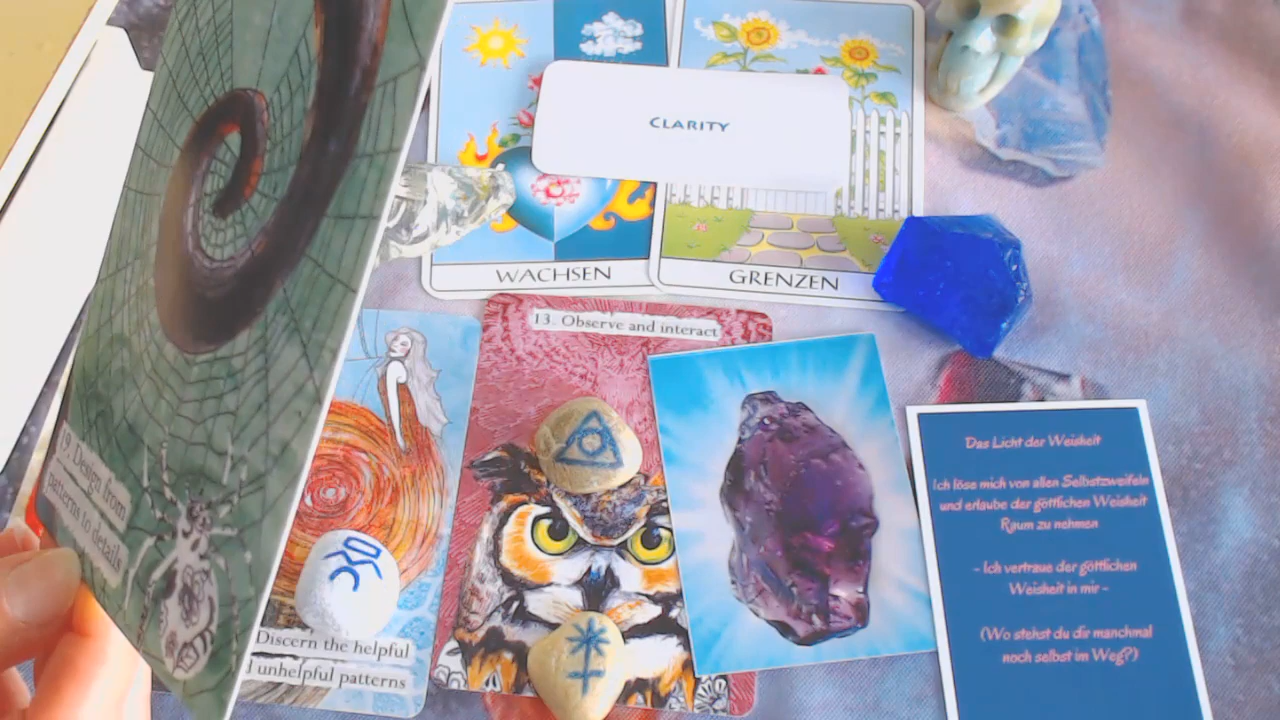 CLARITY
WACHSEN
GRENZEN
13. Observe and interact
19. Design from
patterns to details
Discern the helpful
unhelpful patterns
Das Licht der Weisheit
Ich löse mich von allen Selbstzweifeln
und erlaube der göttlichen Weisheit
Raum zu nehmen
- Ich vertraue der göttlichen
Weisheit in mir -
(Wo stehst du dir manchmal
noch selbst im Weg?)